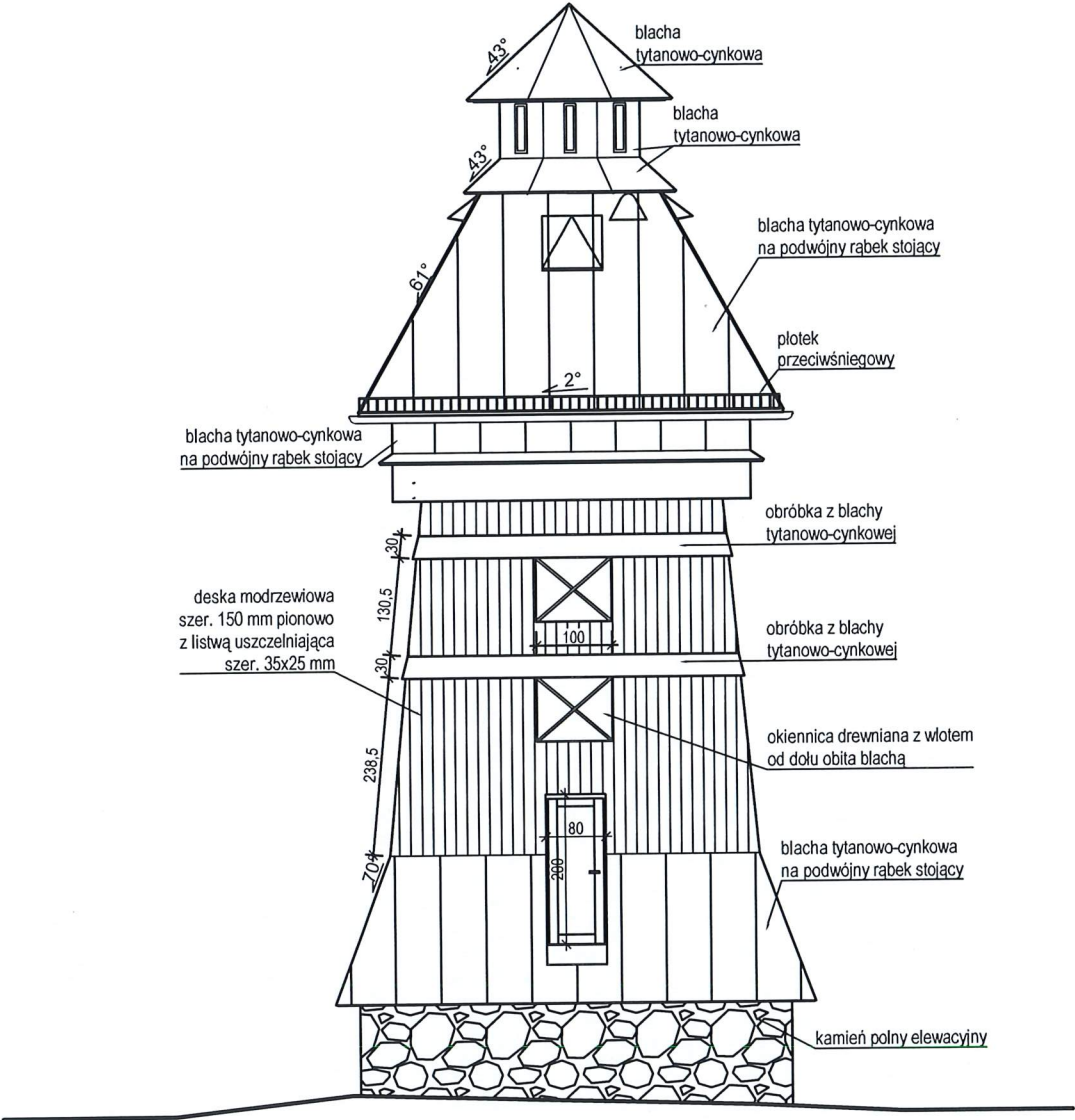 blacha
tytanowo-cynkowa
43°
blacha
tytanowo-cynkowa
43°
blacha tytanowo-cynkowa
na podwójny rąbek stojący
61°
płotek
przeciwśniegowy
2°
blacha tytanowo-cynkowa
na podwójny rąbek stojący
obróbka z blachy
tytanowo-cynkowej
30
deska modrzewiowa
szer. 150 mm pionowo
z listwą uszczelniająca
szer. 35x25 mm
130,5
100
obróbka z blachy
tytanowo-cynkowej
30
okiennica drewniana z wlotem
od dołu obita blachą
238,5
80
200
70°
blacha tytanowo-cynkowa
na podwójny rąbek stojący
kamień polny elewacyjny